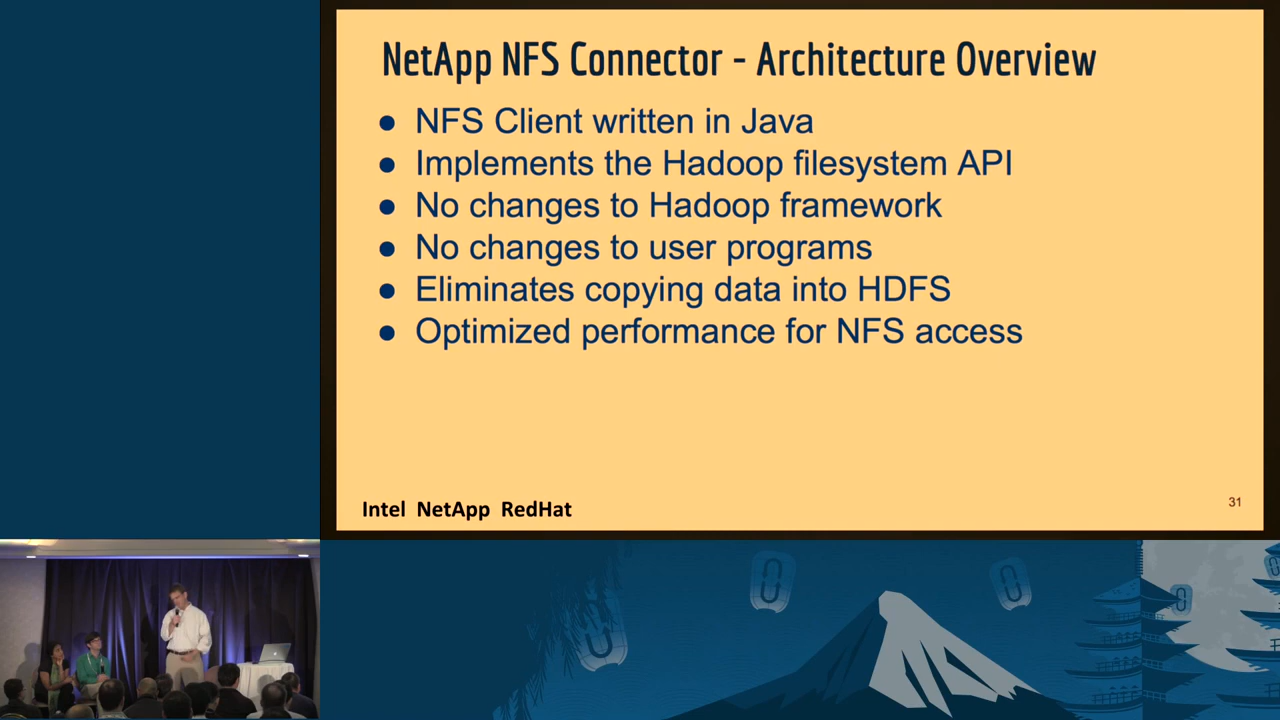 NetApp NFS Connector - Architecture Overview
● NFS Client written in Java
● Implements the Hadoop filesystem API
● No changes to Hadoop framework
● No changes to user programs
● Eliminates copying data into HDFS
● Optimized performance for NFS access
Intel NetApp RedHat
31